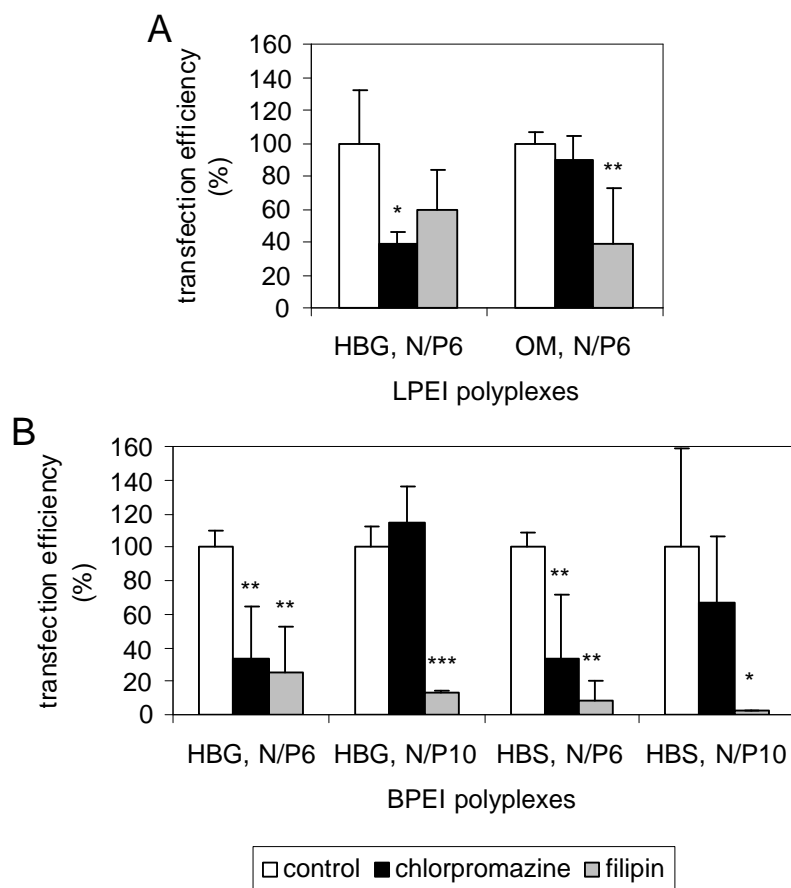 A
transfection efficiency
(%)
160
140
120
100
80
60
40
20
0
*
**
HBG, N/P6 OM, N/P6
LPEI polyplexes
B
transfection efficiency
(%)
160
140
120
100
80
60
40
20
0
** ** *** ** ** *
HBG, N/P6 HBG, N/P10 HBS, N/P6 HBS, N/P10
BPEI polyplexes
control chlorpromazine filipin